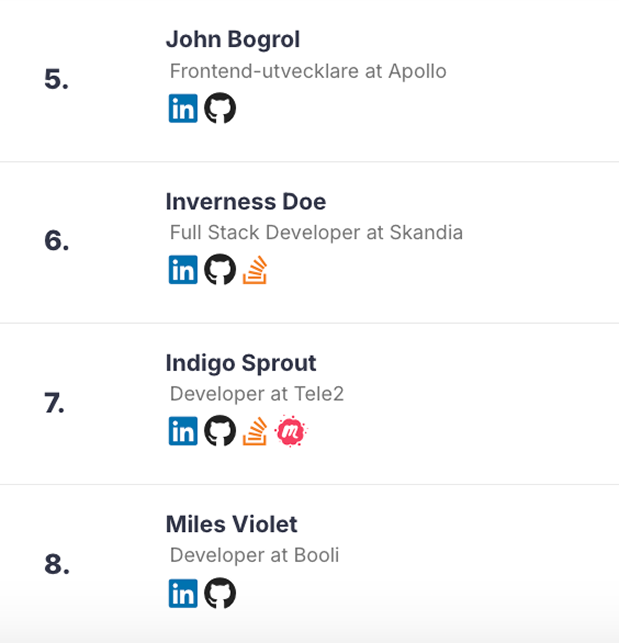 5.
John Bogrol
Frontend-utvecklare at Apollo
in
6.
Inverness Doe
Full Stack Developer at Skandia
in
7.
Indigo Sprout
Developer at Tele2
in m
8.
Miles Violet
Developer at Booli
in